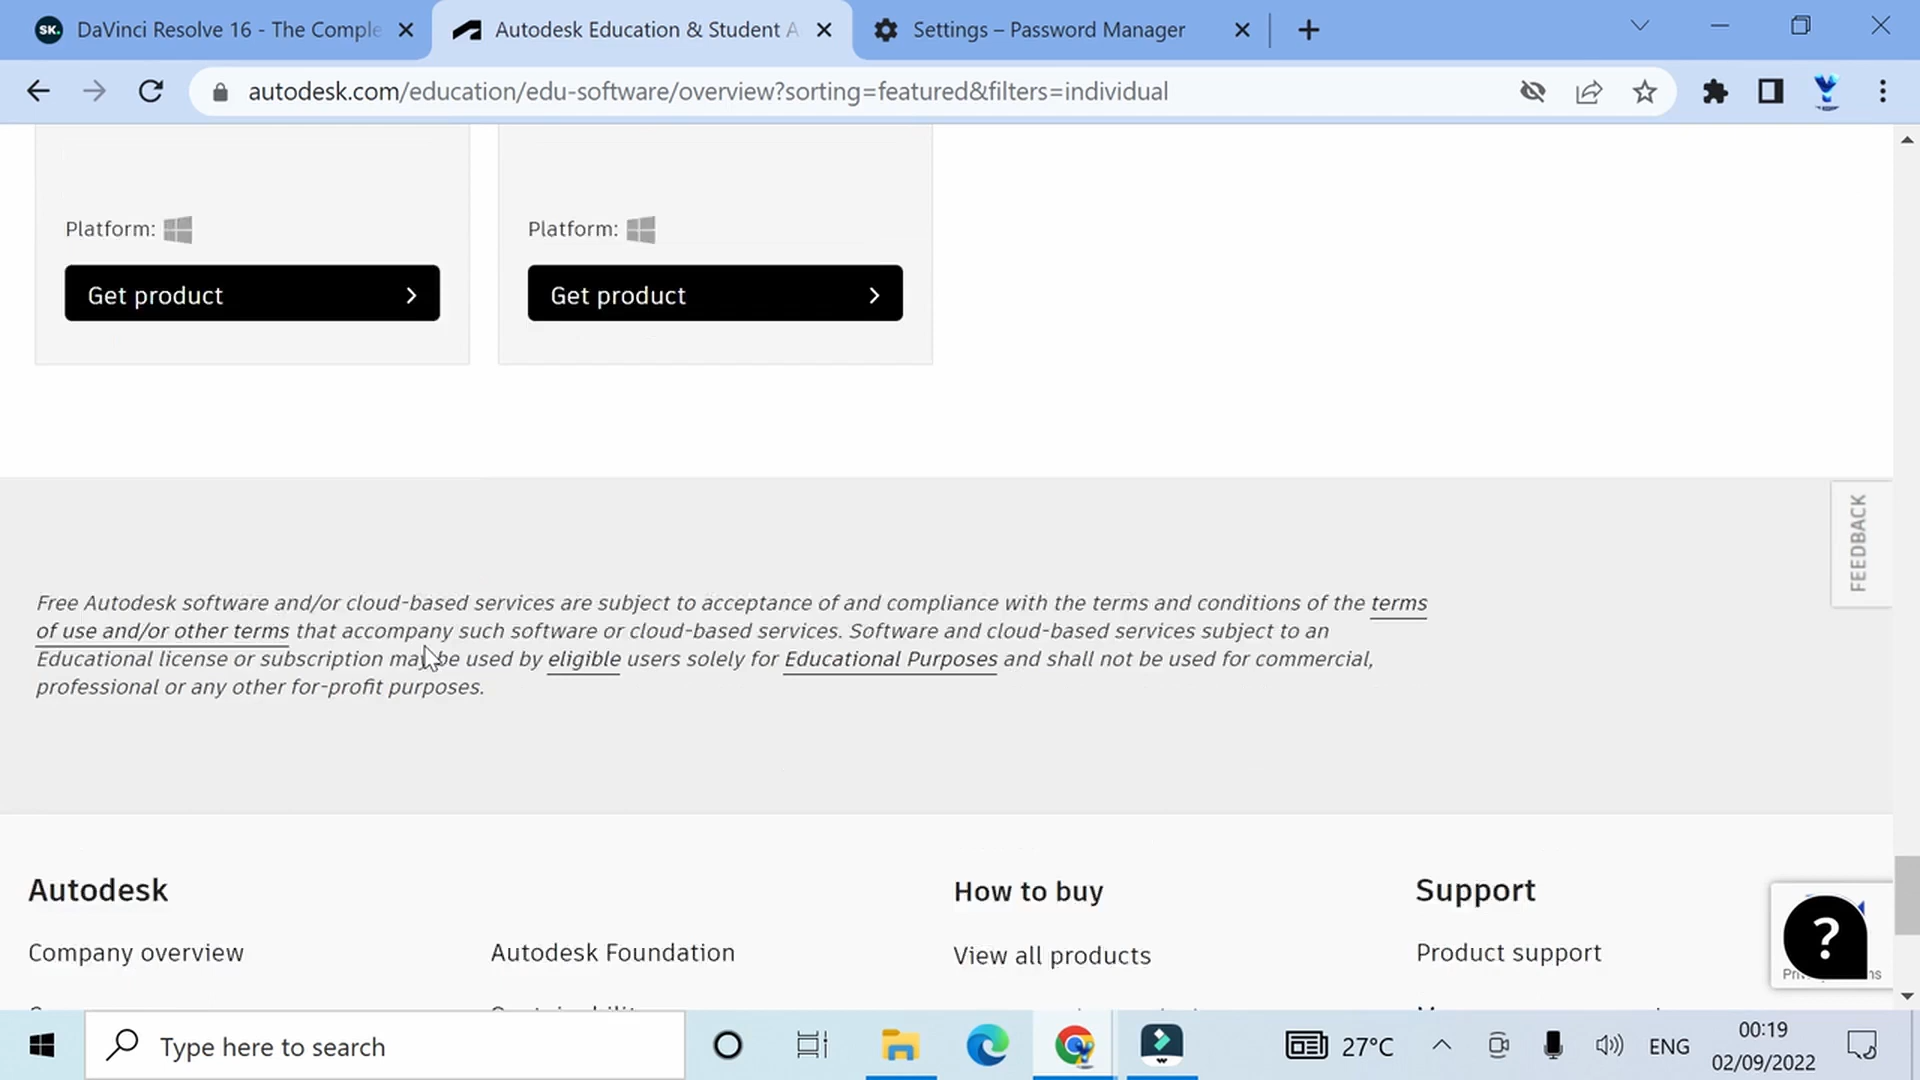 SK. DaVinci Resolve 16 - The Comple
Autodesk Education & Student A
Settings – Password Manager
autodesk.com/education/edu-software/overview?sorting=featured&filters=individual
Platform:
Platform:
Get product
Get product
FEEDBACK
Free Autodesk software and/or cloud-based services are subject to acceptance of and compliance with the terms and conditions of the terms
of use and/or other terms that accompany such software or cloud-based services. Software and cloud-based services subject to an
Educational license or subscription may be used by eligible users solely for Educational Purposes and shall not be used for commercial,
professional or any other for-profit purposes.
Autodesk
How to buy
Support
Company overview
Autodesk Foundation
View all products
Product support
?
Type here to search
27°C
ENG
00:19
02/09/2022